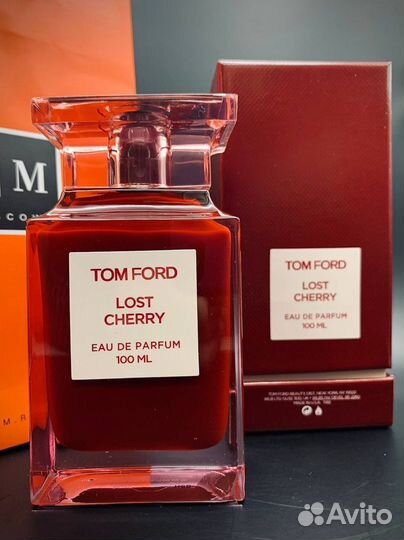 M
TOM FORD
LOST
CHERRY
EAU DE PARFUM
100 ML
TOM FORD
LOST
CHERRY
EAU DE PARFUM
100 ML
Avito